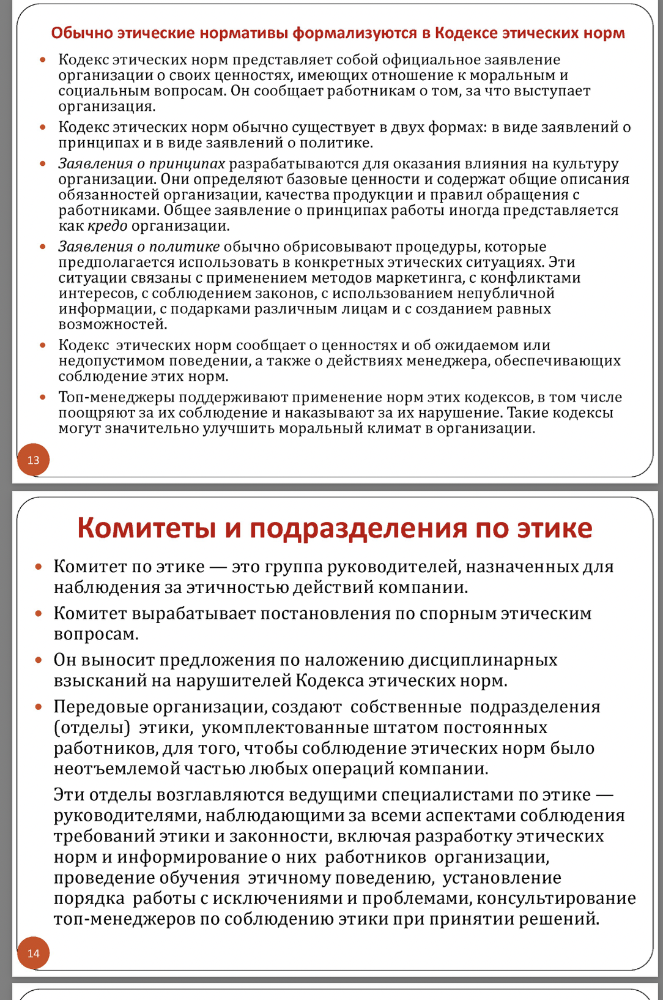 Обычно этические нормативы формализуются в Кодексе этических норм
• Кодекс этических норм представляет собой официальное заявление
организации о своих ценностях, имеющих отношение к моральным и
социальным вопросам. Он сообщает работникам о том, за что выступает
организация.
• Кодекс этических норм обычно существует в двух формах: в виде заявлений о
принципах и в виде заявлений о политике.
• Заявления о принципах разрабатываются для оказания влияния на культуру
организации. Они определяют базовые ценности и содержат общие описания
обязанностей организации, качества продукции и правил обращения с
работниками. Общее заявление о принципах работы иногда представляется
как кредо организации.
• Заявления о политике обычно обрисовывают процедуры, которые
предполагается использовать в конкретных этических ситуациях. Эти
ситуации связаны с применением методов маркетинга, с конфликтами
интересов, с соблюдением законов, с использованием непубличной
информации, с подарками различным лицам и с созданием равных
возможностей.
• Кодекс  этических норм сообщает о ценностях и об ожидаемом или
недопустимом поведении, а также о действиях менеджера, обеспечивающих
соблюдение этих норм.
• Топ-менеджеры поддерживают применение норм этих кодексов, в том числе
поощряют за их соблюдение и наказывают за их нарушение. Такие кодексы
могут значительно улучшить моральный климат в организации.
13
Комитеты и подразделения по этике
• Комитет по этике — это группа руководителей, назначенных для
наблюдения за этичностью действий компании.
• Комитет вырабатывает постановления по спорным этическим
вопросам.
• Он выносит предложения по наложению дисциплинарных
взысканий на нарушителей Кодекса этических норм.
• Передовые организации, создают  собственные  подразделения
(отделы)  этики,  укомплектованные штатом постоянных
работников, для того, чтобы соблюдение этических норм было
неотъемлемой частью любых операций компании.
Эти отделы возглавляются ведущими специалистами по этике —
руководителями, наблюдающими за всеми аспектами соблюдения
требований этики и законности, включая разработку этических
норм и информирование о них  работников  организации,
проведение обучения  этичному поведению,  установление
порядка  работы с исключениями и проблемами, консультирование
топ-менеджеров по соблюдению этики при принятии решений.
14